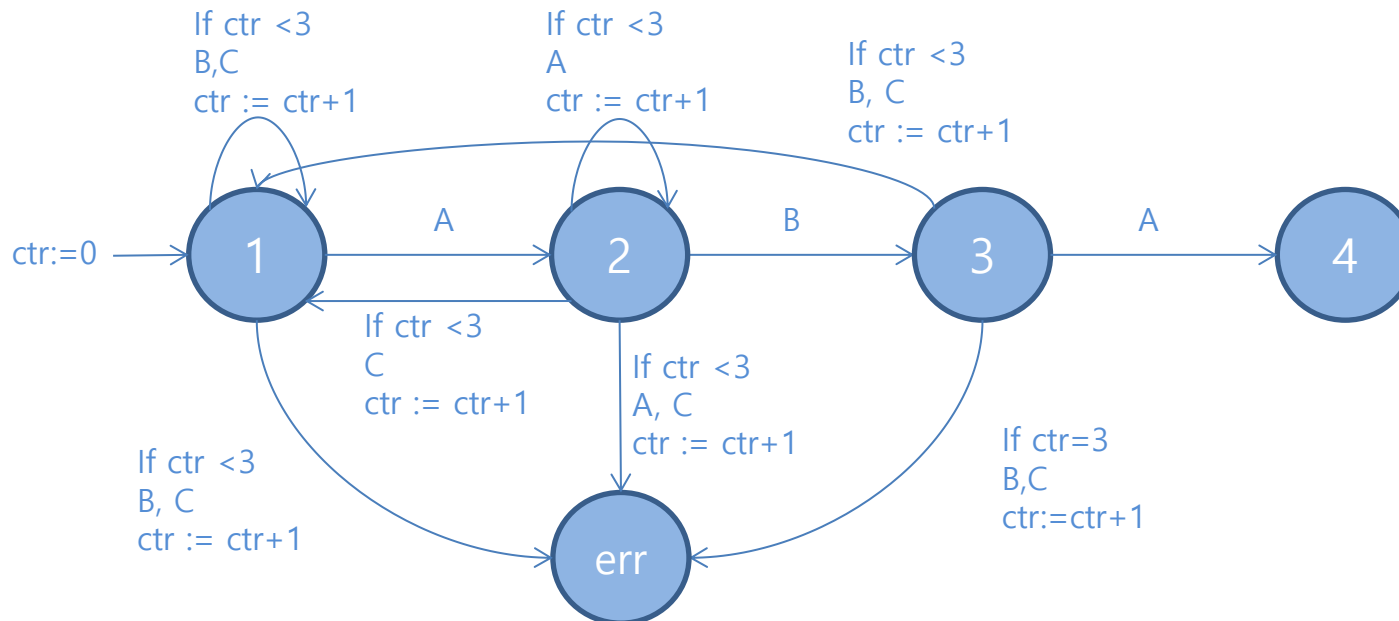 If ctr <3
B,C
ctr := ctr+1
If ctr <3
A
ctr := ctr+1
If ctr <3
B, C
ctr := ctr+1
ctr:=0
1
A
2
B
3
A
4
If ctr <3
C
ctr := ctr+1
If ctr <3
A, C
ctr := ctr+1
If ctr <3
B, C
ctr := ctr+1
If ctr=3
B,C
ctr:=ctr+1
err